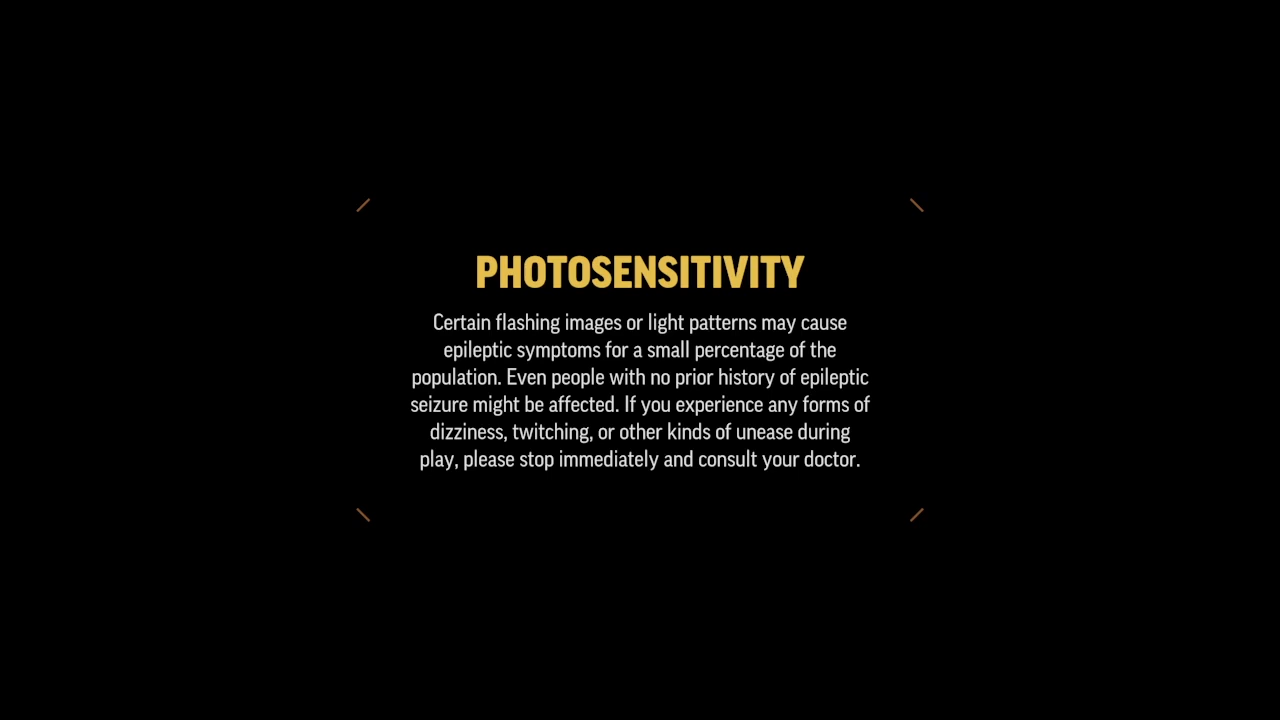 PHOTOSENSITIVITY
Certain flashing images or light patterns may cause
epileptic symptoms for a small percentage of the
population. Even people with no prior history of epileptic
seizure might be affected. If you experience any forms of
dizziness, twitching, or other kinds of unease during
play, please stop immediately and consult your doctor.